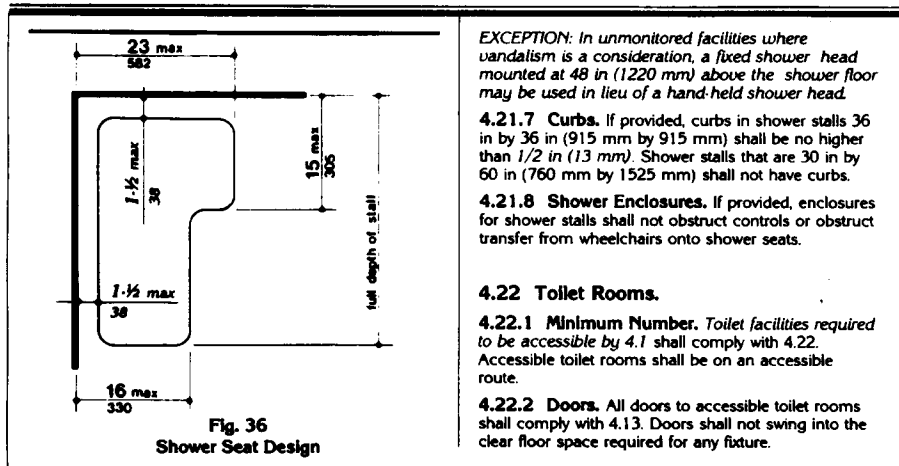 23 max
582
1-½ max
38
15 max
305
full depth of stall
1-½ max
38
16 max
330
Fig. 36
Shower Seat Design
EXCEPTION: In unmonitored facilities where
vandalism is a consideration, a fixed shower head
mounted at 48 in (1220 mm) above the shower floor
may be used in lieu of a hand-held shower head.
4.21.7 Curbs. If provided, curbs in shower stalls 36
in by 36 in (915 mm by 915 mm) shall be no higher
than 1/2 in (13 mm). Shower stalls that are 30 in by
60 in (760 mm by 1525 mm) shall not have curbs.
4.21.8 Shower Enclosures. If provided, enclosures
for shower stalls shall not obstruct controls or obstruct
transfer from wheelchairs onto shower seats.
4.22 Toilet Rooms.
4.22.1 Minimum Number. Toilet facilities required
to be accessible by 4.1 shall comply with 4.22.
Accessible toilet rooms shall be on an accessible
route.
4.22.2 Doors. All doors to accessible toilet rooms
shall comply with 4.13. Doors shall not swing into the
clear floor space required for any fixture.